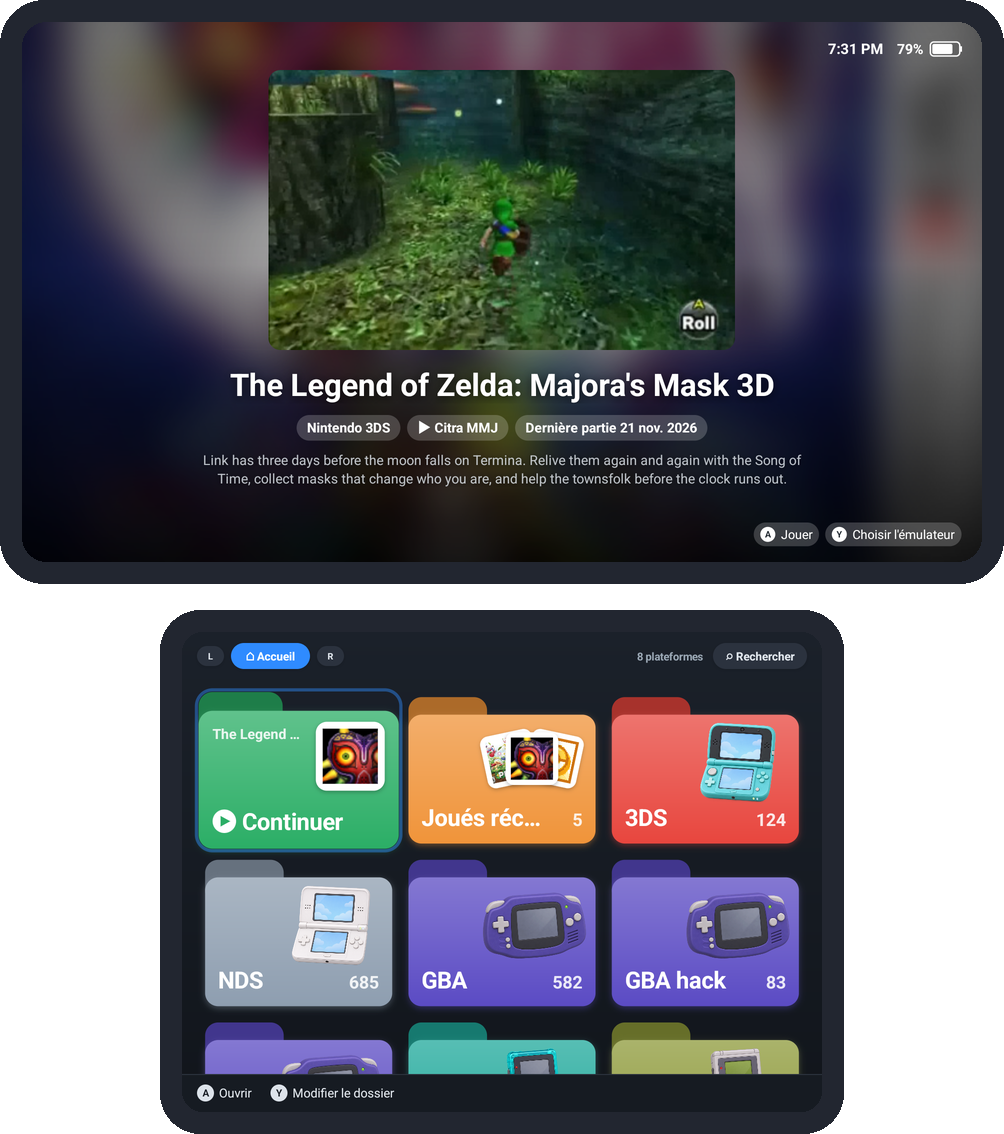 7:31 PM 79%
A
Roll
The Legend of Zelda: Majora's Mask 3D
Nintendo 3DS Citra MMJ Dernière partie 21 nov. 2026
Link has three days before the moon falls on Termina. Relive them again and again with the Song of
Time, collect masks that change who you are, and help the townsfolk before the clock runs out.
A Jouer Y Choisir l'émulateur
L Accueil R 8 plateformes Rechercher
The Legend ...
Continuer
Joués réc... 5
3DS 124
NDS 685
GBA 582
GBA hack 83
A Ouvrir Y Modifier le dossier